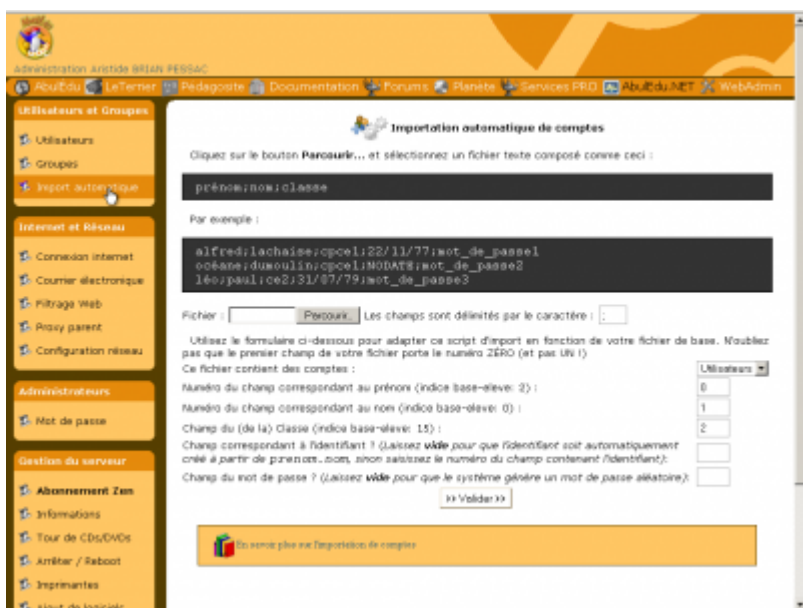 Administration Aristide BRIAN PESSAC
AbulEdu LeTerrier Pedagosite Documentation Forums Planète Services PRO AbulEdu.NET WebAdmin
Utilisateurs et Groupes
Utilisateurs
Groupes
Import automatique
Internet et Réseau
Connexion internet
Courrier électronique
Filtrage Web
Proxy parent
Configuration réseau
Administrateurs
Mot de passe
Gestion du serveur
Abonnement Zen
Informations
Tour de CDs/DVDs
Arrêter / Reboot
Imprimantes
Ajout de logiciels
Importation automatique de comptes
Cliquez sur le bouton Parcourir... et sélectionnez un fichier texte composé comme ceci :
prénom;nom;classe
Par exemple :
alfred;lachaise;cpce1;22/11/77;mot_de_passe1
océane;dumoulin;cpce1;NODATE;mot_de_passe2
léo;paul;ce2;31/07/79;mot_de_passe3
Fichier : Parcourir... Les champs sont délimités par le caractère : ;
Utilisez le formulaire ci-dessous pour adapter ce script d'import en fonction de votre fichier de base. N'oubliez
pas que le premier champ de votre fichier porte le numéro ZÉRO (et pas UN !)
Ce fichier contient des comptes : Utilisateurs
Numéro du champ correspondant au prénom (indice base-eleve: 2) : 0
Numéro du champ correspondant au nom (indice base-eleve: 0) : 1
Champ du (de la) Classe (indice base-eleve: 15) : 2
Champ correspondant à l'identifiant ? (Laissez vide pour que l'identifiant soit automatiquement
créé à partir de prenom.nom, sinon saisissez le numéro du champ contenant l'identifiant):
Champ du mot de passe ? (Laissez vide pour que le système génère un mot de passe aléatoire):
>> Valider >>
En savoir plus sur l'importation de comptes